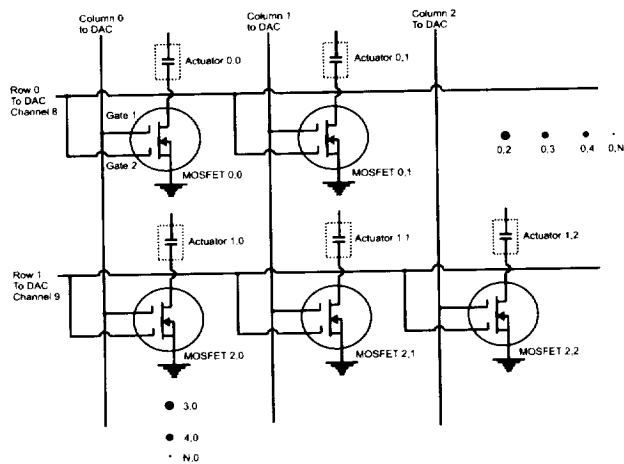 Column 0
to DAC
Column 1
to DAC
Column 2
To DAC
Actuator 0,0
Actuator 0,1
Row 0
To DAC
Channel 8
Gate 1
Gate 2
MOSFET 0,0
MOSFET 0,1
0,2
0,3
0,4
0,N
Actuator 1,0
Actuator 1,1
Actuator 1,2
Row 1
To DAC
Channel 9
MOSFET 2,0
MOSFET 2,1
MOSFET 2,2
3,0
4,0
N,0